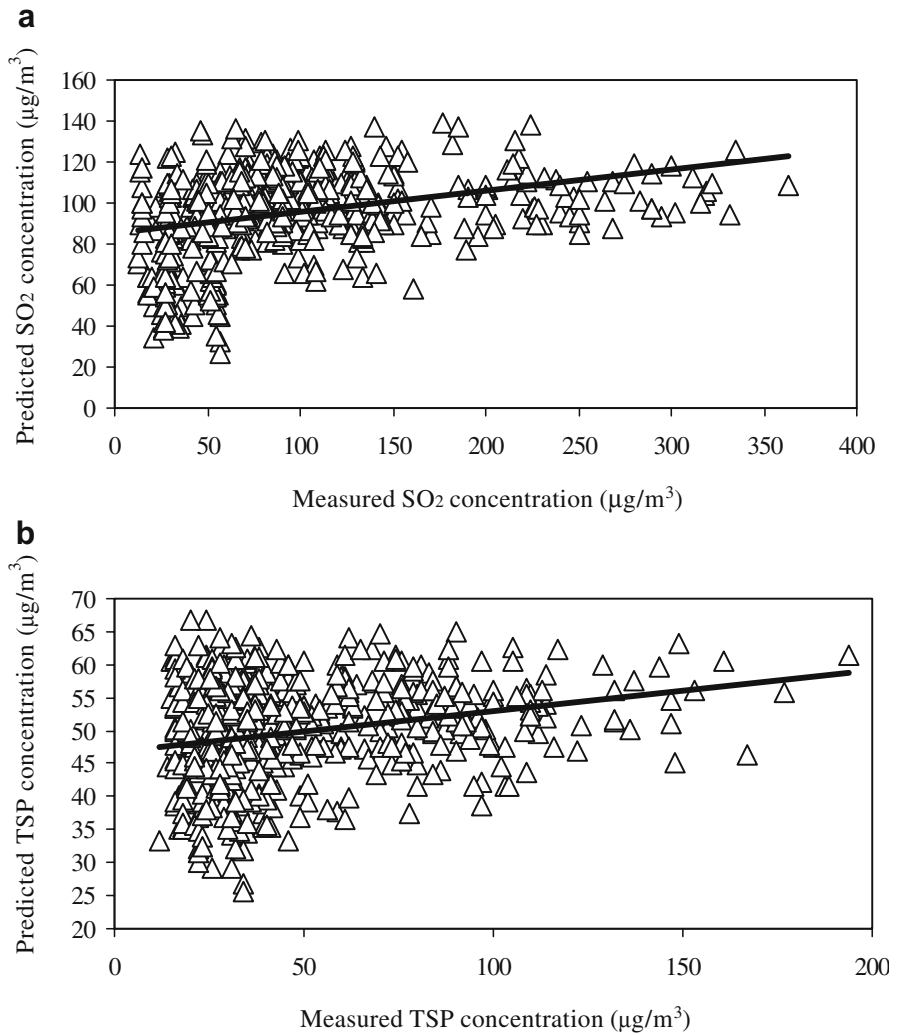 a
Predicted SO2 concentration (μg/m³)
160
140
120
100
80
60
40
20
0
0 50 100 150 200 250 300 350 400
Measured SO2 concentration (μg/m³)
b
Predicted TSP concentration (μg/m³)
70
65
60
55
50
45
40
35
30
25
20
0 50 100 150 200
Measured TSP concentration (μg/m³)